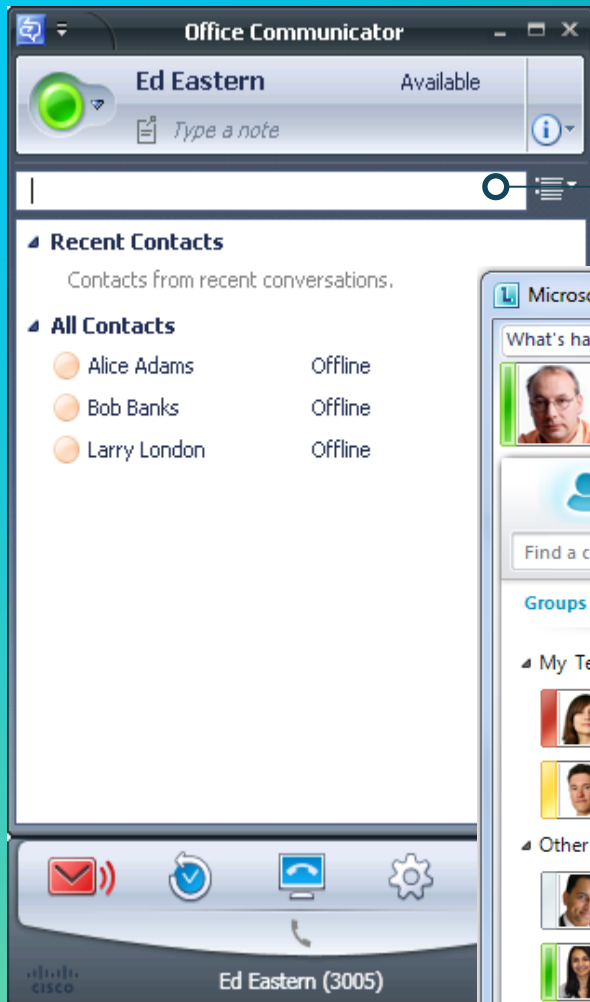 Office Communicator
Ed Eastern Available
Type a note
Recent Contacts
Contacts from recent conversations.
All Contacts
Alice Adams Offline
Bob Banks Offline
Larry London Offline
CISCO
Ed Eastern (3005)
L Microso
What's ha
Find a c
Groups
My Te
Other